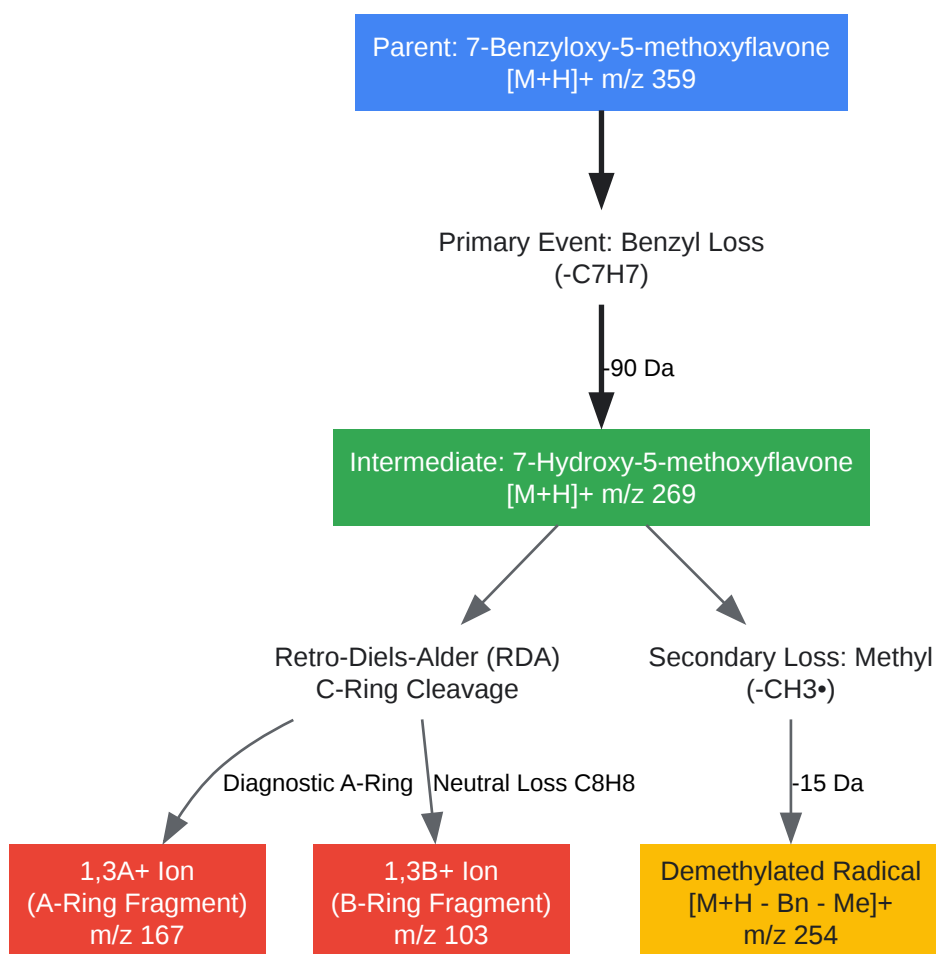 Parent: 7-Benzyloxy-5-methoxyflavone
[M+H]+ m/z 359
Primary Event: Benzyl Loss
(-C7H7)
-90 Da
Intermediate: 7-Hydroxy-5-methoxyflavone
[M+H]+ m/z 269
Retro-Diels-Alder (RDA)
C-Ring Cleavage
Secondary Loss: Methyl
(-CH3•)
Diagnostic A-Ring
Neutral Loss C8H8
-15 Da
1,3A+ Ion
(A-Ring Fragment)
m/z 167
1,3B+ Ion
(B-Ring Fragment)
m/z 103
Demethylated Radical
[M+H - Bn - Me]+
m/z 254